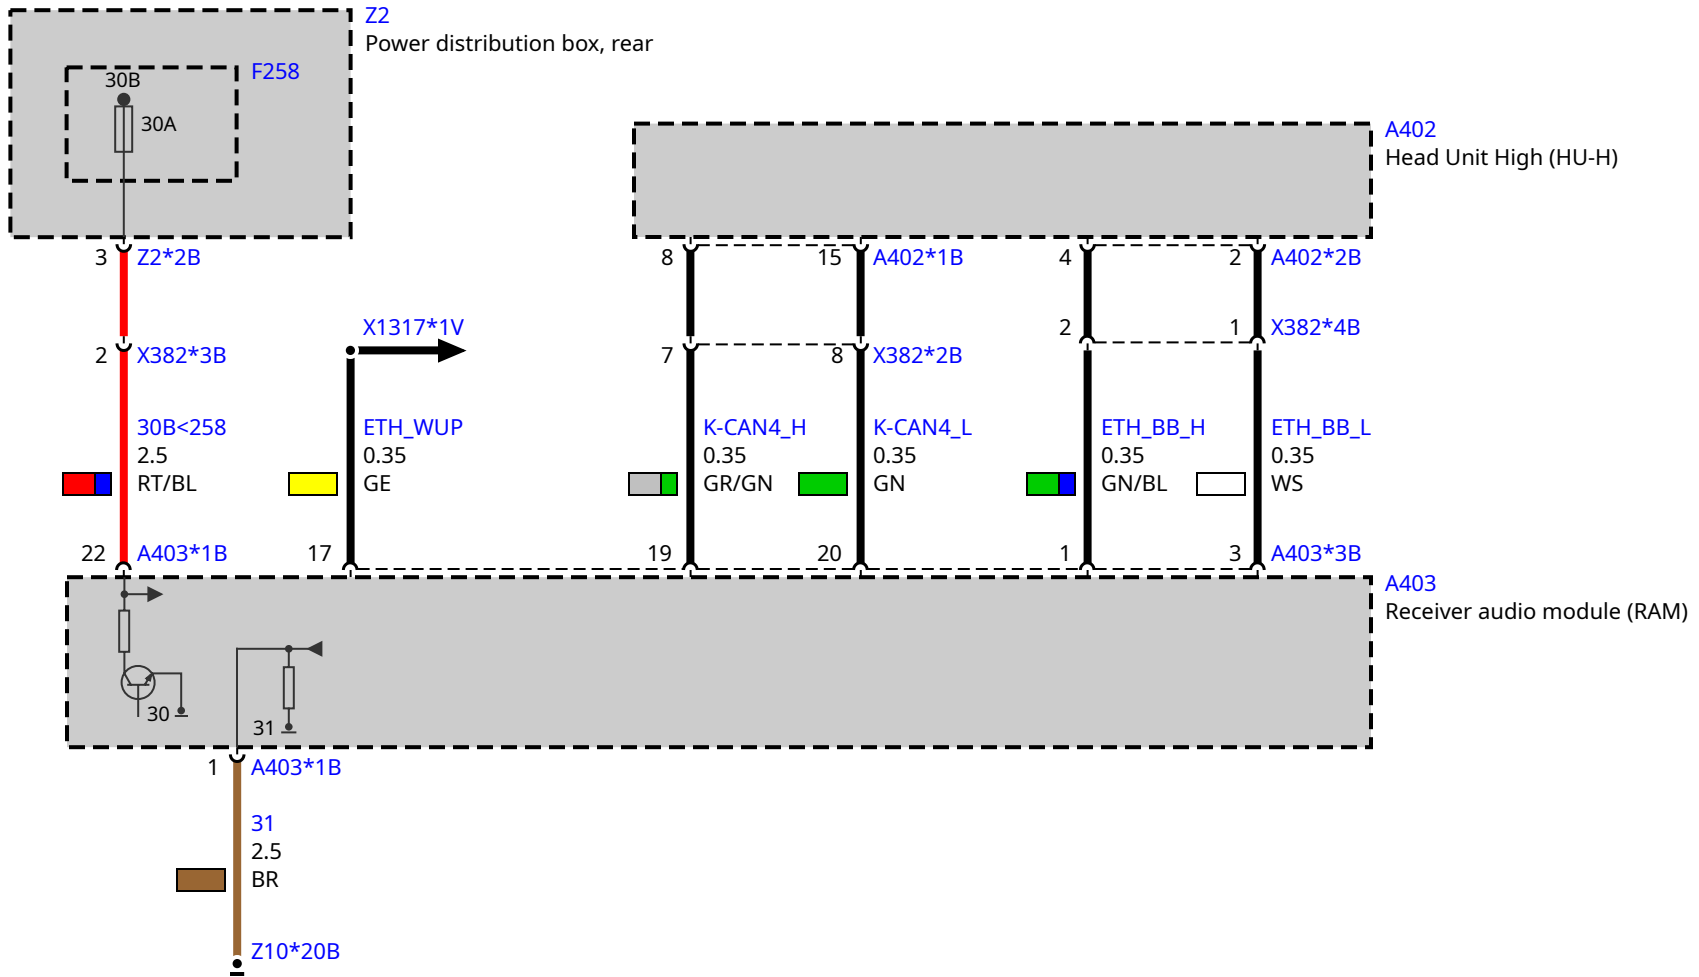 Z2
Power distribution box, rear
F258
30B
30A
A402
Head Unit High (HU-H)
3 Z2*2B
8 15 A402*1B
4 2 A402*2B
X1317*1V
2 1 X382*4B
2 X382*3B
7 8 X382*2B
30B<258 ETH_WUP K-CAN4_H K-CAN4_L ETH_BB_H ETH_BB_L
2.5 0.35 0.35 0.35 0.35 0.35
RT/BL GE GR/GN GN GN/BL WS
22 A403*1B 17 19 20 1 3 A403*3B
A403
Receiver audio module (RAM)
30
31
1 A403*1B
31
2.5
BR
Z10*20B